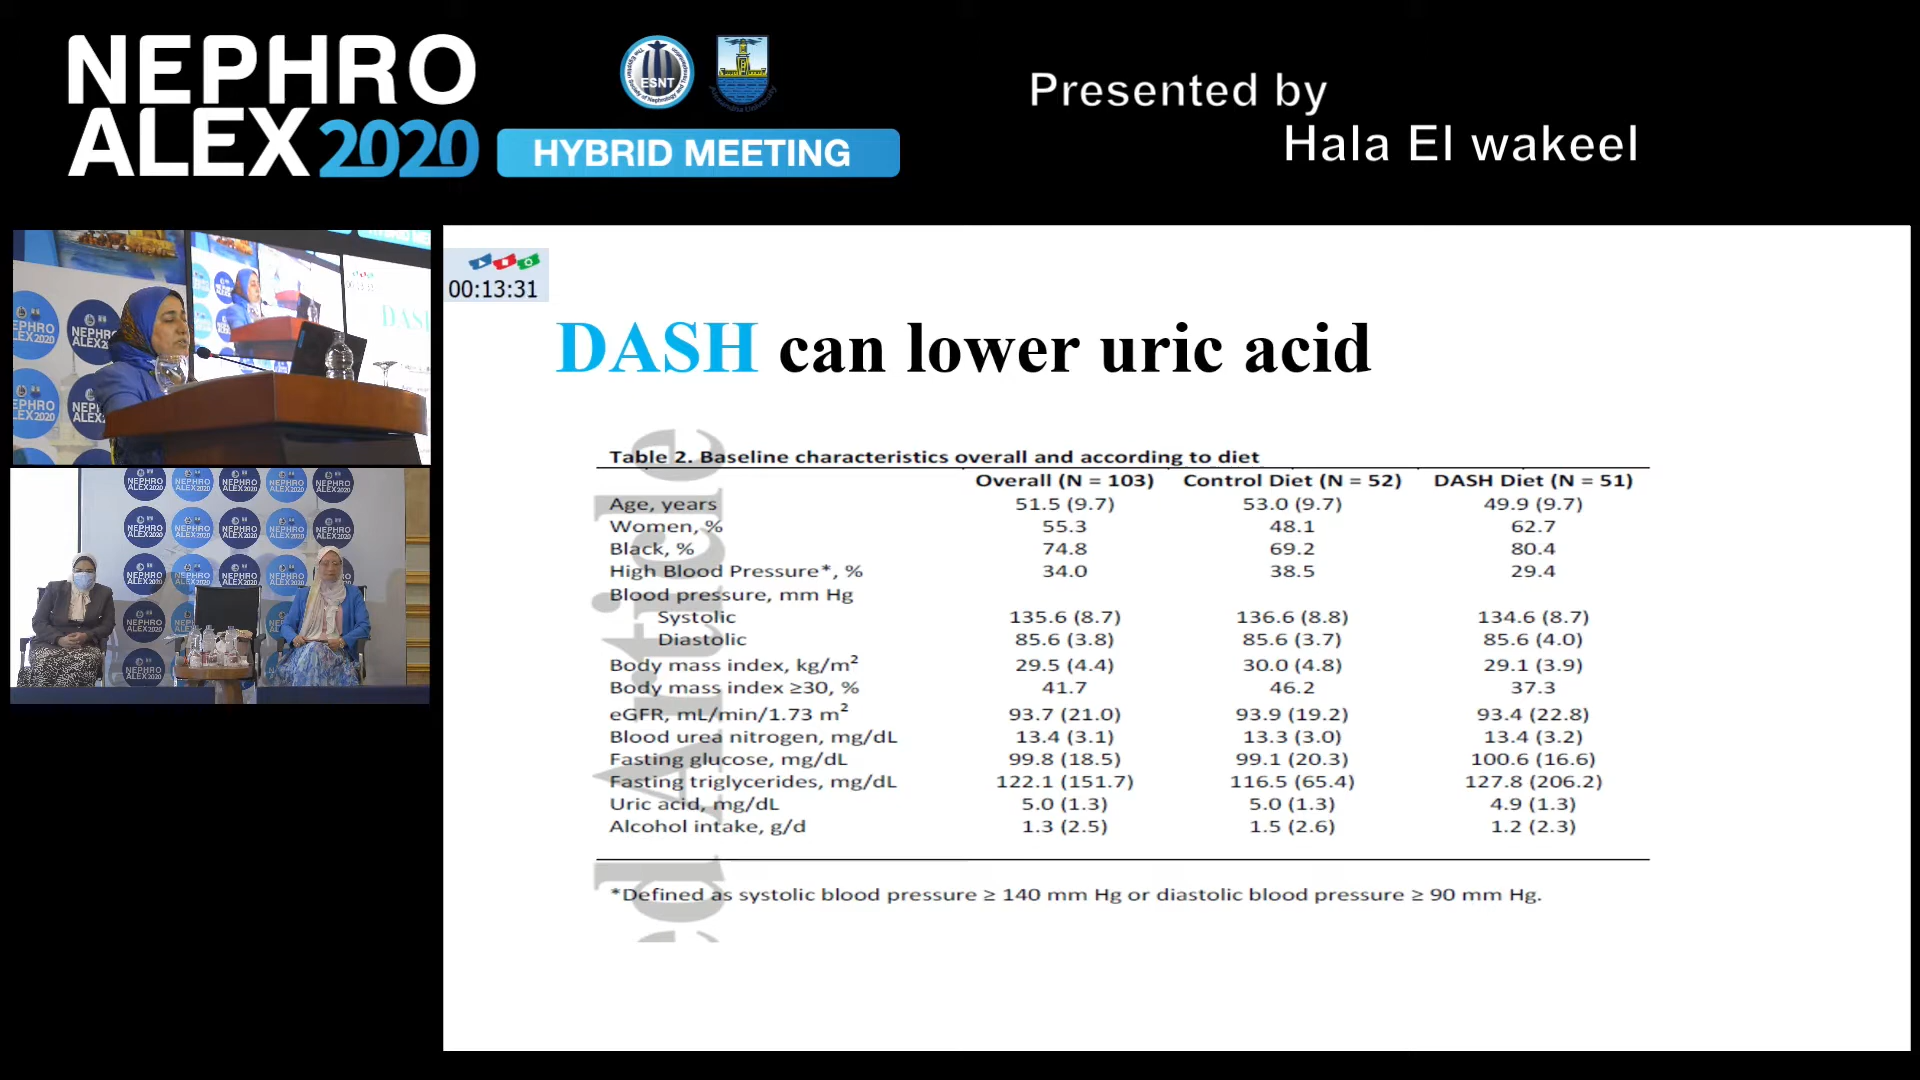 NEPHRO
ALEX 2020
HYBRID MEETING
ESNT
Presented by
Hala El wakeel
00:13:31
DASH can lower uric acid
Table 2. Baseline characteristics overall and according to diet
Overall (N = 103) Control Diet (N = 52) DASH Diet (N = 51)
Age, years 51.5 (9.7) 53.0 (9.7) 49.9 (9.7)
Women, % 55.3 48.1 62.7
Black, % 74.8 69.2 80.4
High Blood Pressure*, % 34.0 38.5 29.4
Blood pressure, mm Hg
Systolic 135.6 (8.7) 136.6 (8.8) 134.6 (8.7)
Diastolic 85.6 (3.8) 85.6 (3.7) 85.6 (4.0)
Body mass index, kg/m² 29.5 (4.4) 30.0 (4.8) 29.1 (3.9)
Body mass index ≥30, % 41.7 46.2 37.3
eGFR, mL/min/1.73 m² 93.7 (21.0) 93.9 (19.2) 93.4 (22.8)
Blood urea nitrogen, mg/dL 13.4 (3.1) 13.3 (3.0) 13.4 (3.2)
Fasting glucose, mg/dL 99.8 (18.5) 99.1 (20.3) 100.6 (16.6)
Fasting triglycerides, mg/dL 122.1 (151.7) 116.5 (65.4) 127.8 (206.2)
Uric acid, mg/dL 5.0 (1.3) 5.0 (1.3) 4.9 (1.3)
Alcohol intake, g/d 1.3 (2.5) 1.5 (2.6) 1.2 (2.3)
*Defined as systolic blood pressure ≥ 140 mm Hg or diastolic blood pressure ≥ 90 mm Hg.
d Article